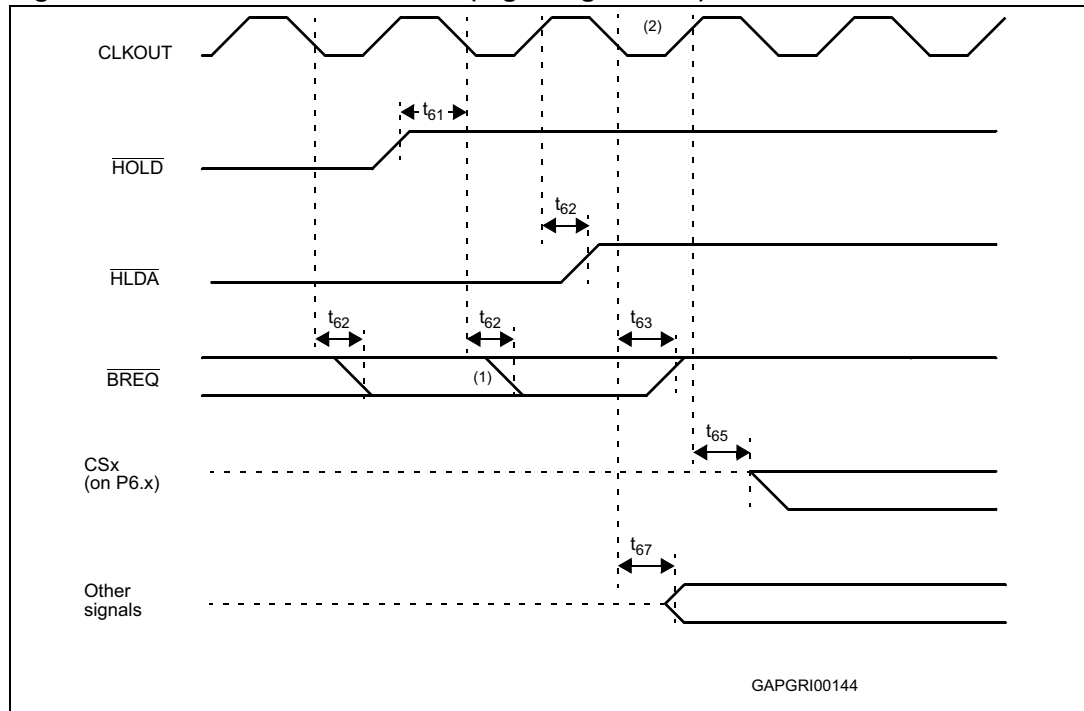 (2)
CLKOUT
t61
HOLD
t62
HLDA
t62
t62
t63
BREQ
(1)
t65
CSx
(on P6.x)
t67
Other
signals
GAPGRI00144